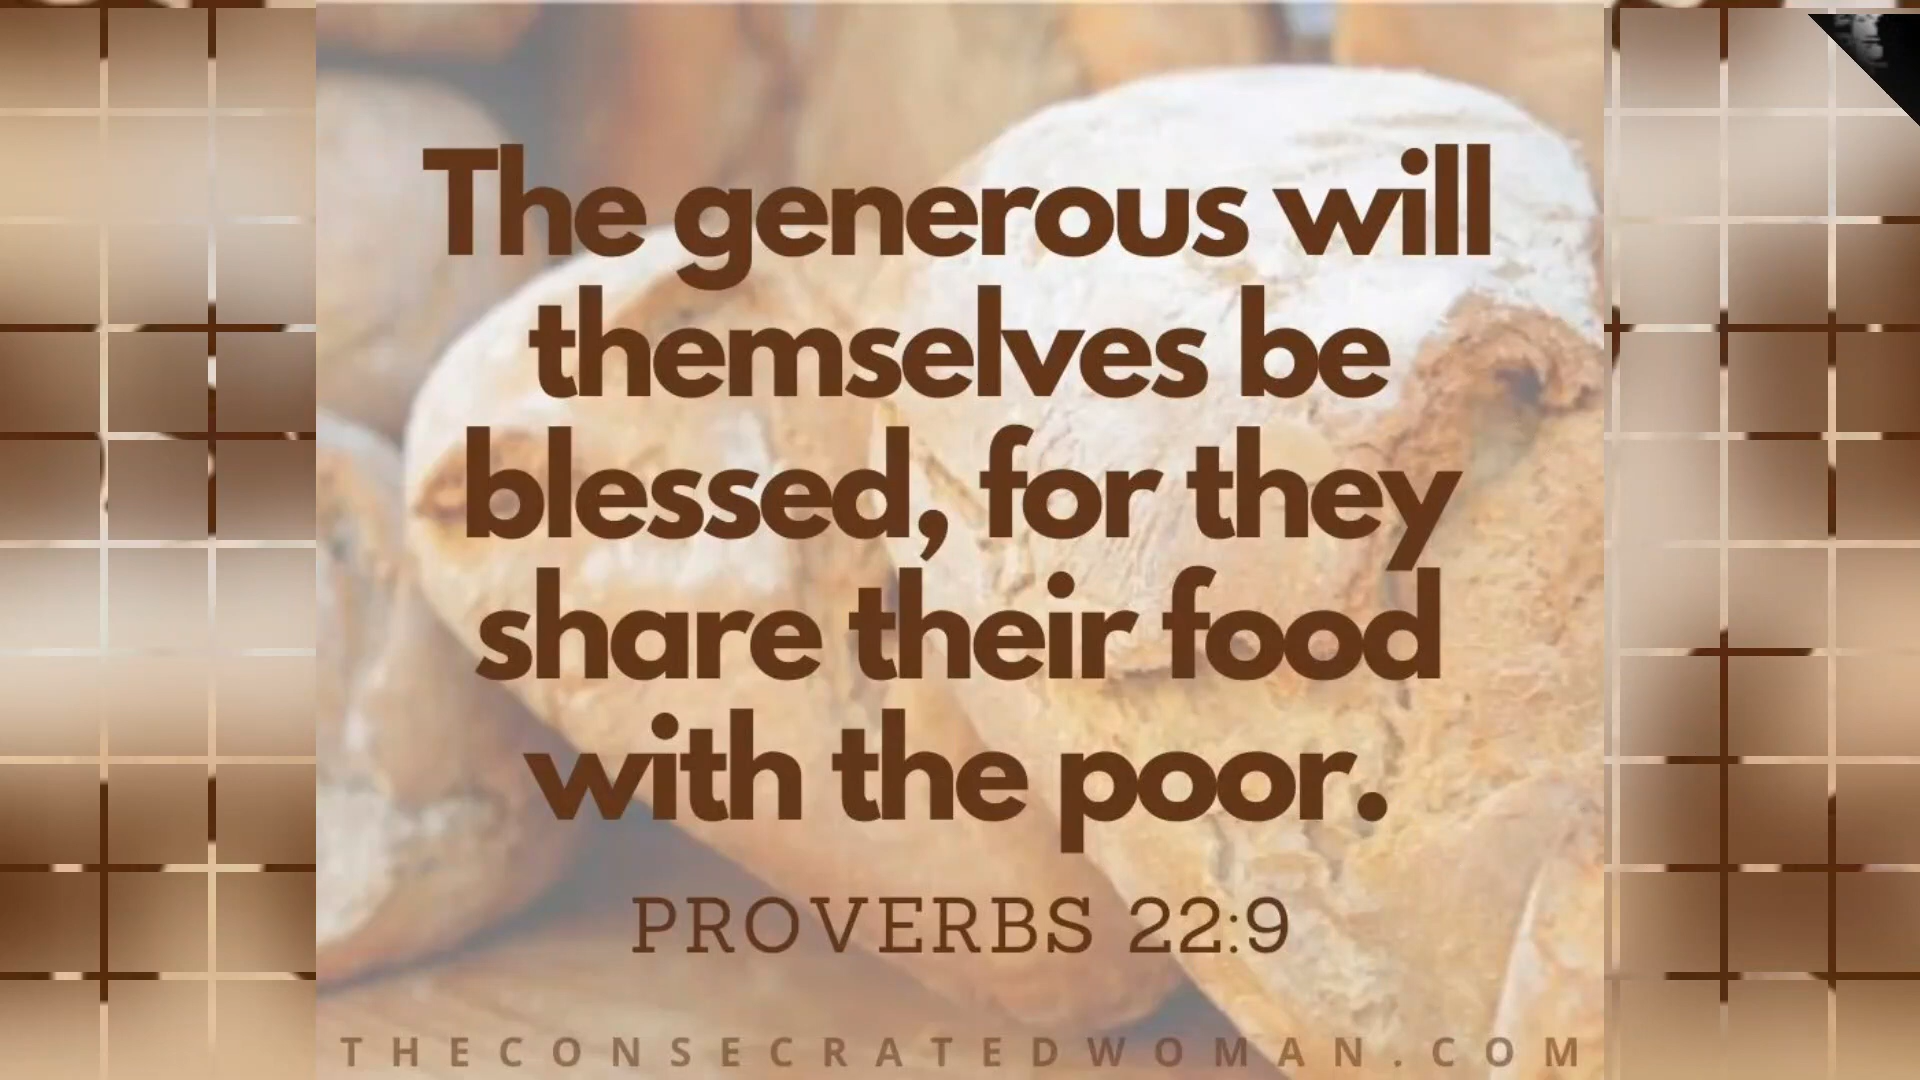 The generous will
themselves be
blessed, for they
share their food
with the poor.
PROVERBS 22:9
THECONSECRATEDWOMAN.COM